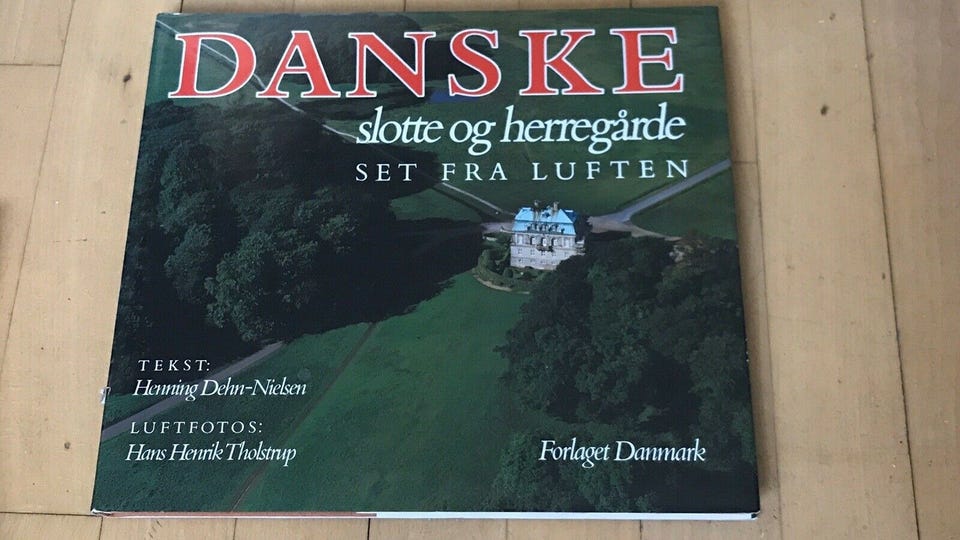 DANSKE
slotte og herregårde
SET FRA LUFTEN
TEKST:
Henning Dehn-Nielsen
LUFTFOTOS:
Hans Henrik Tholstrup
Forlaget Danmark